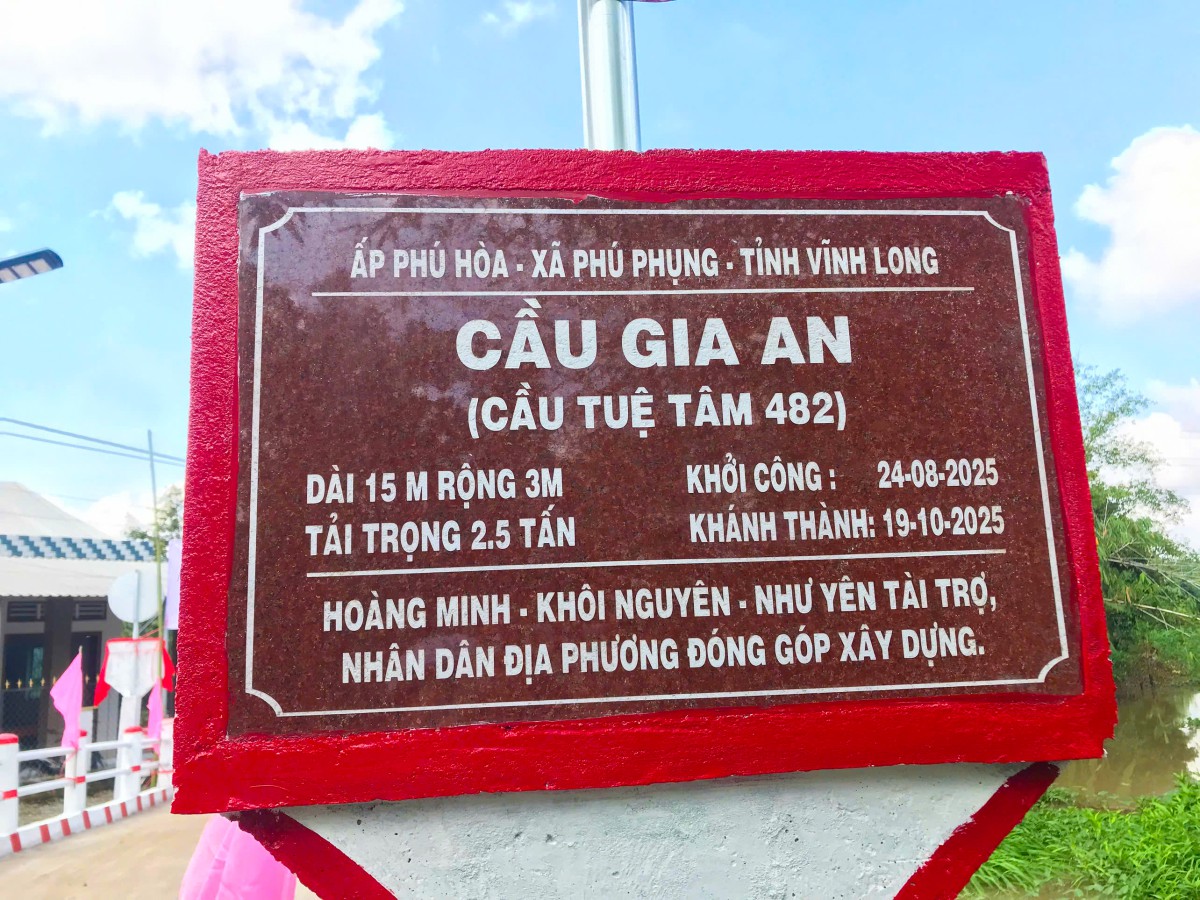 ẤP PHÚ HÒA - XÃ PHÚ PHỤNG - TỈNH VĨNH LONG
CẦU GIA AN
(CẦU TUỆ TÂM 482)
DÀI 15 M RỘNG 3M
TẢI TRỌNG 2.5 TẤN
KHỞI CÔNG : 24-08-2025
KHÁNH THÀNH: 19-10-2025
HOÀNG MINH - KHÔI NGUYÊN - NHƯ YÊN TÀI TRỢ,
NHÂN DÂN ĐỊA PHƯƠNG ĐÓNG GÓP XÂY DỰNG.